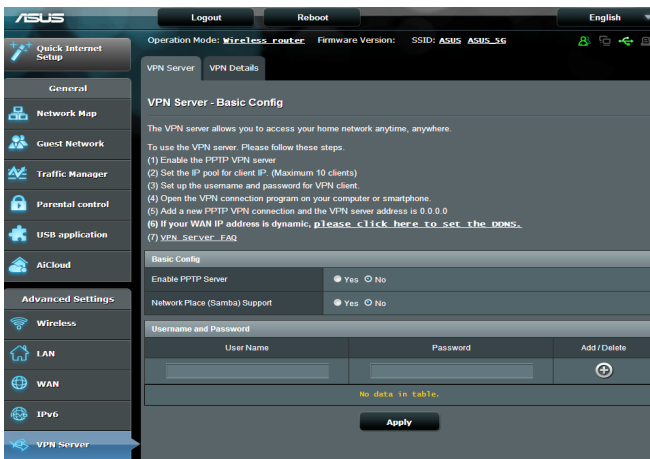 ASUS
Logout Reboot English
Quick Internet
Setup
Operation Mode: Wireless router Firmware Version: SSID: ASUS ASUS_5G
VPN Server VPN Details
General
Network Map
Guest Network
Traffic Manager
Parental control
USB application
AiCloud
Advanced Settings
Wireless
LAN
WAN
IPv6
VPN Server
VPN Server - Basic Config
The VPN server allows you to access your home network anytime, anywhere.
To use the VPN server. Please follow these steps.
(1) Enable the PPTP VPN server
(2) Set the IP pool for client IP. (Maximum 10 clients)
(3) Set up the username and password for VPN client.
(4) Open the VPN connection program on your computer or smartphone.
(5) Add a new PPTP VPN connection and the VPN server address is 0.0.0.0
(6) If your WAN IP address is dynamic, please click here to set the DDNS.
(7) VPN Server FAQ
Basic Config
Enable PPTP Server Yes No
Network Place (Samba) Support Yes No
Username and Password
User Name Password Add / Delete
No data in table.
Apply